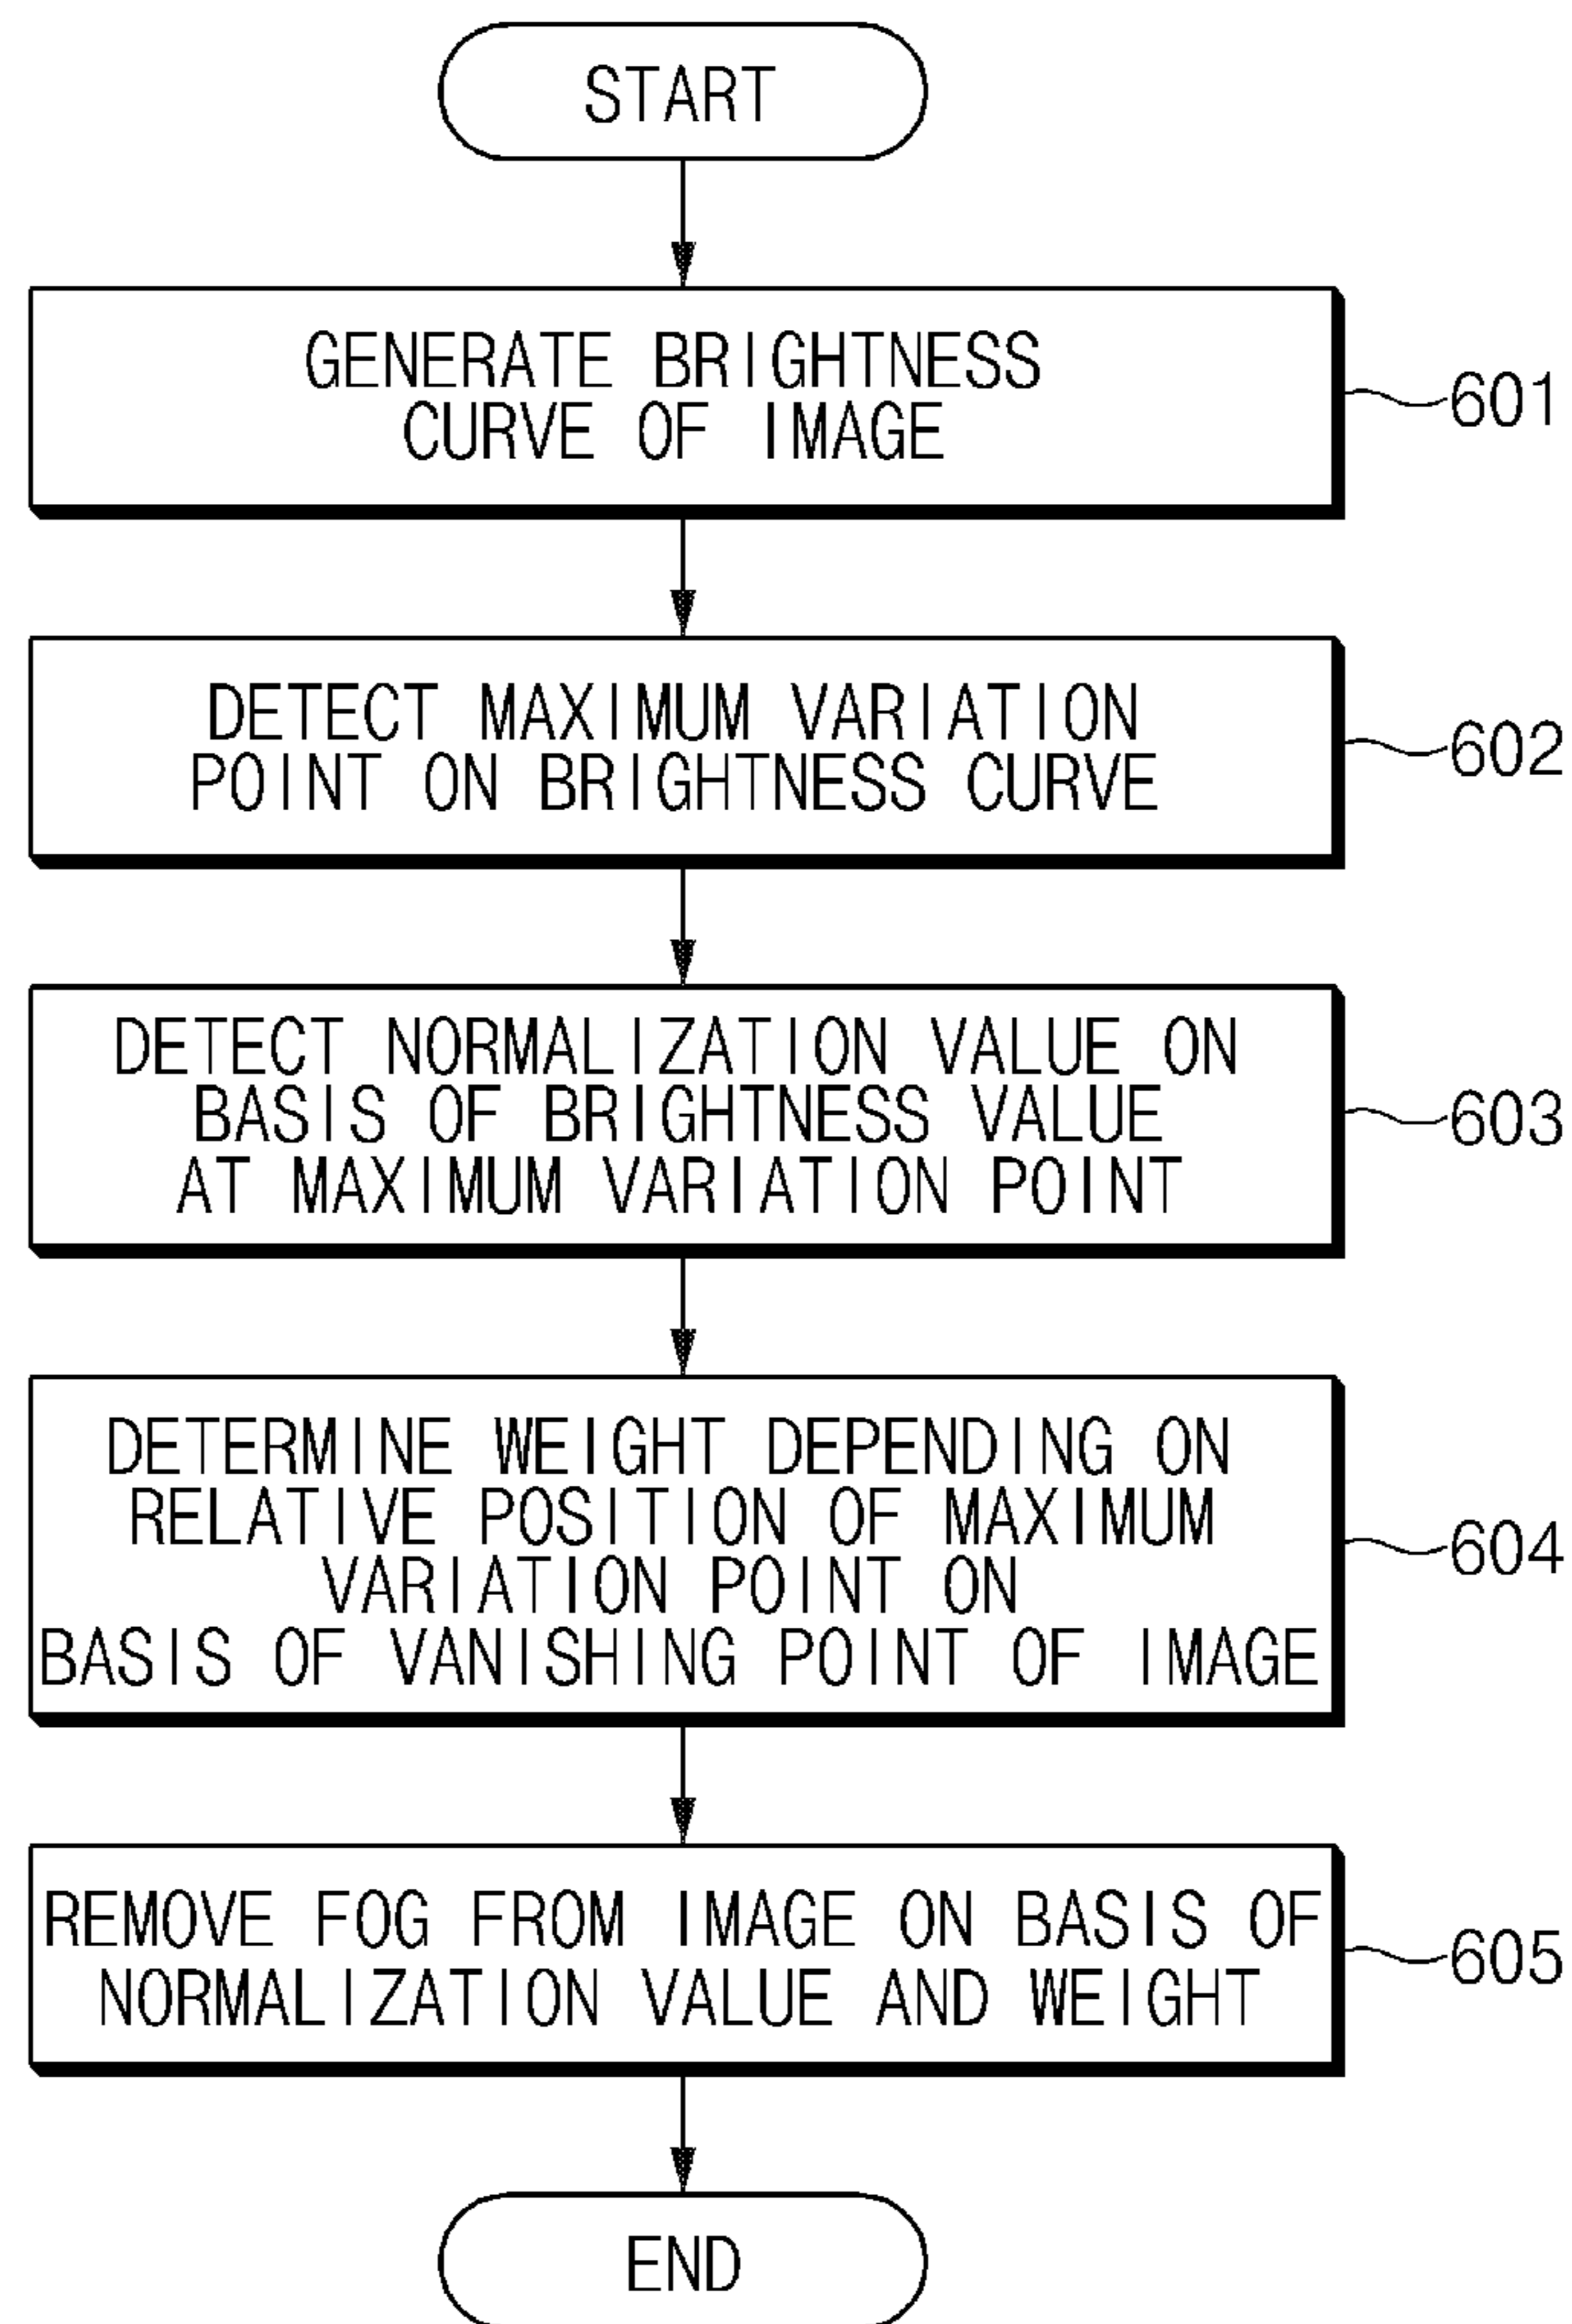 START
GENERATE BRIGHTNESS
CURVE OF IMAGE
601
DETECT MAXIMUM VARIATION
POINT ON BRIGHTNESS CURVE
602
DETECT NORMALIZATION VALUE ON
BASIS OF BRIGHTNESS VALUE
AT MAXIMUM VARIATION POINT
603
DETERMINE WEIGHT DEPENDING ON
RELATIVE POSITION OF MAXIMUM
VARIATION POINT ON
BASIS OF VANISHING POINT OF IMAGE
604
REMOVE FOG FROM IMAGE ON BASIS OF
NORMALIZATION VALUE AND WEIGHT
605
END